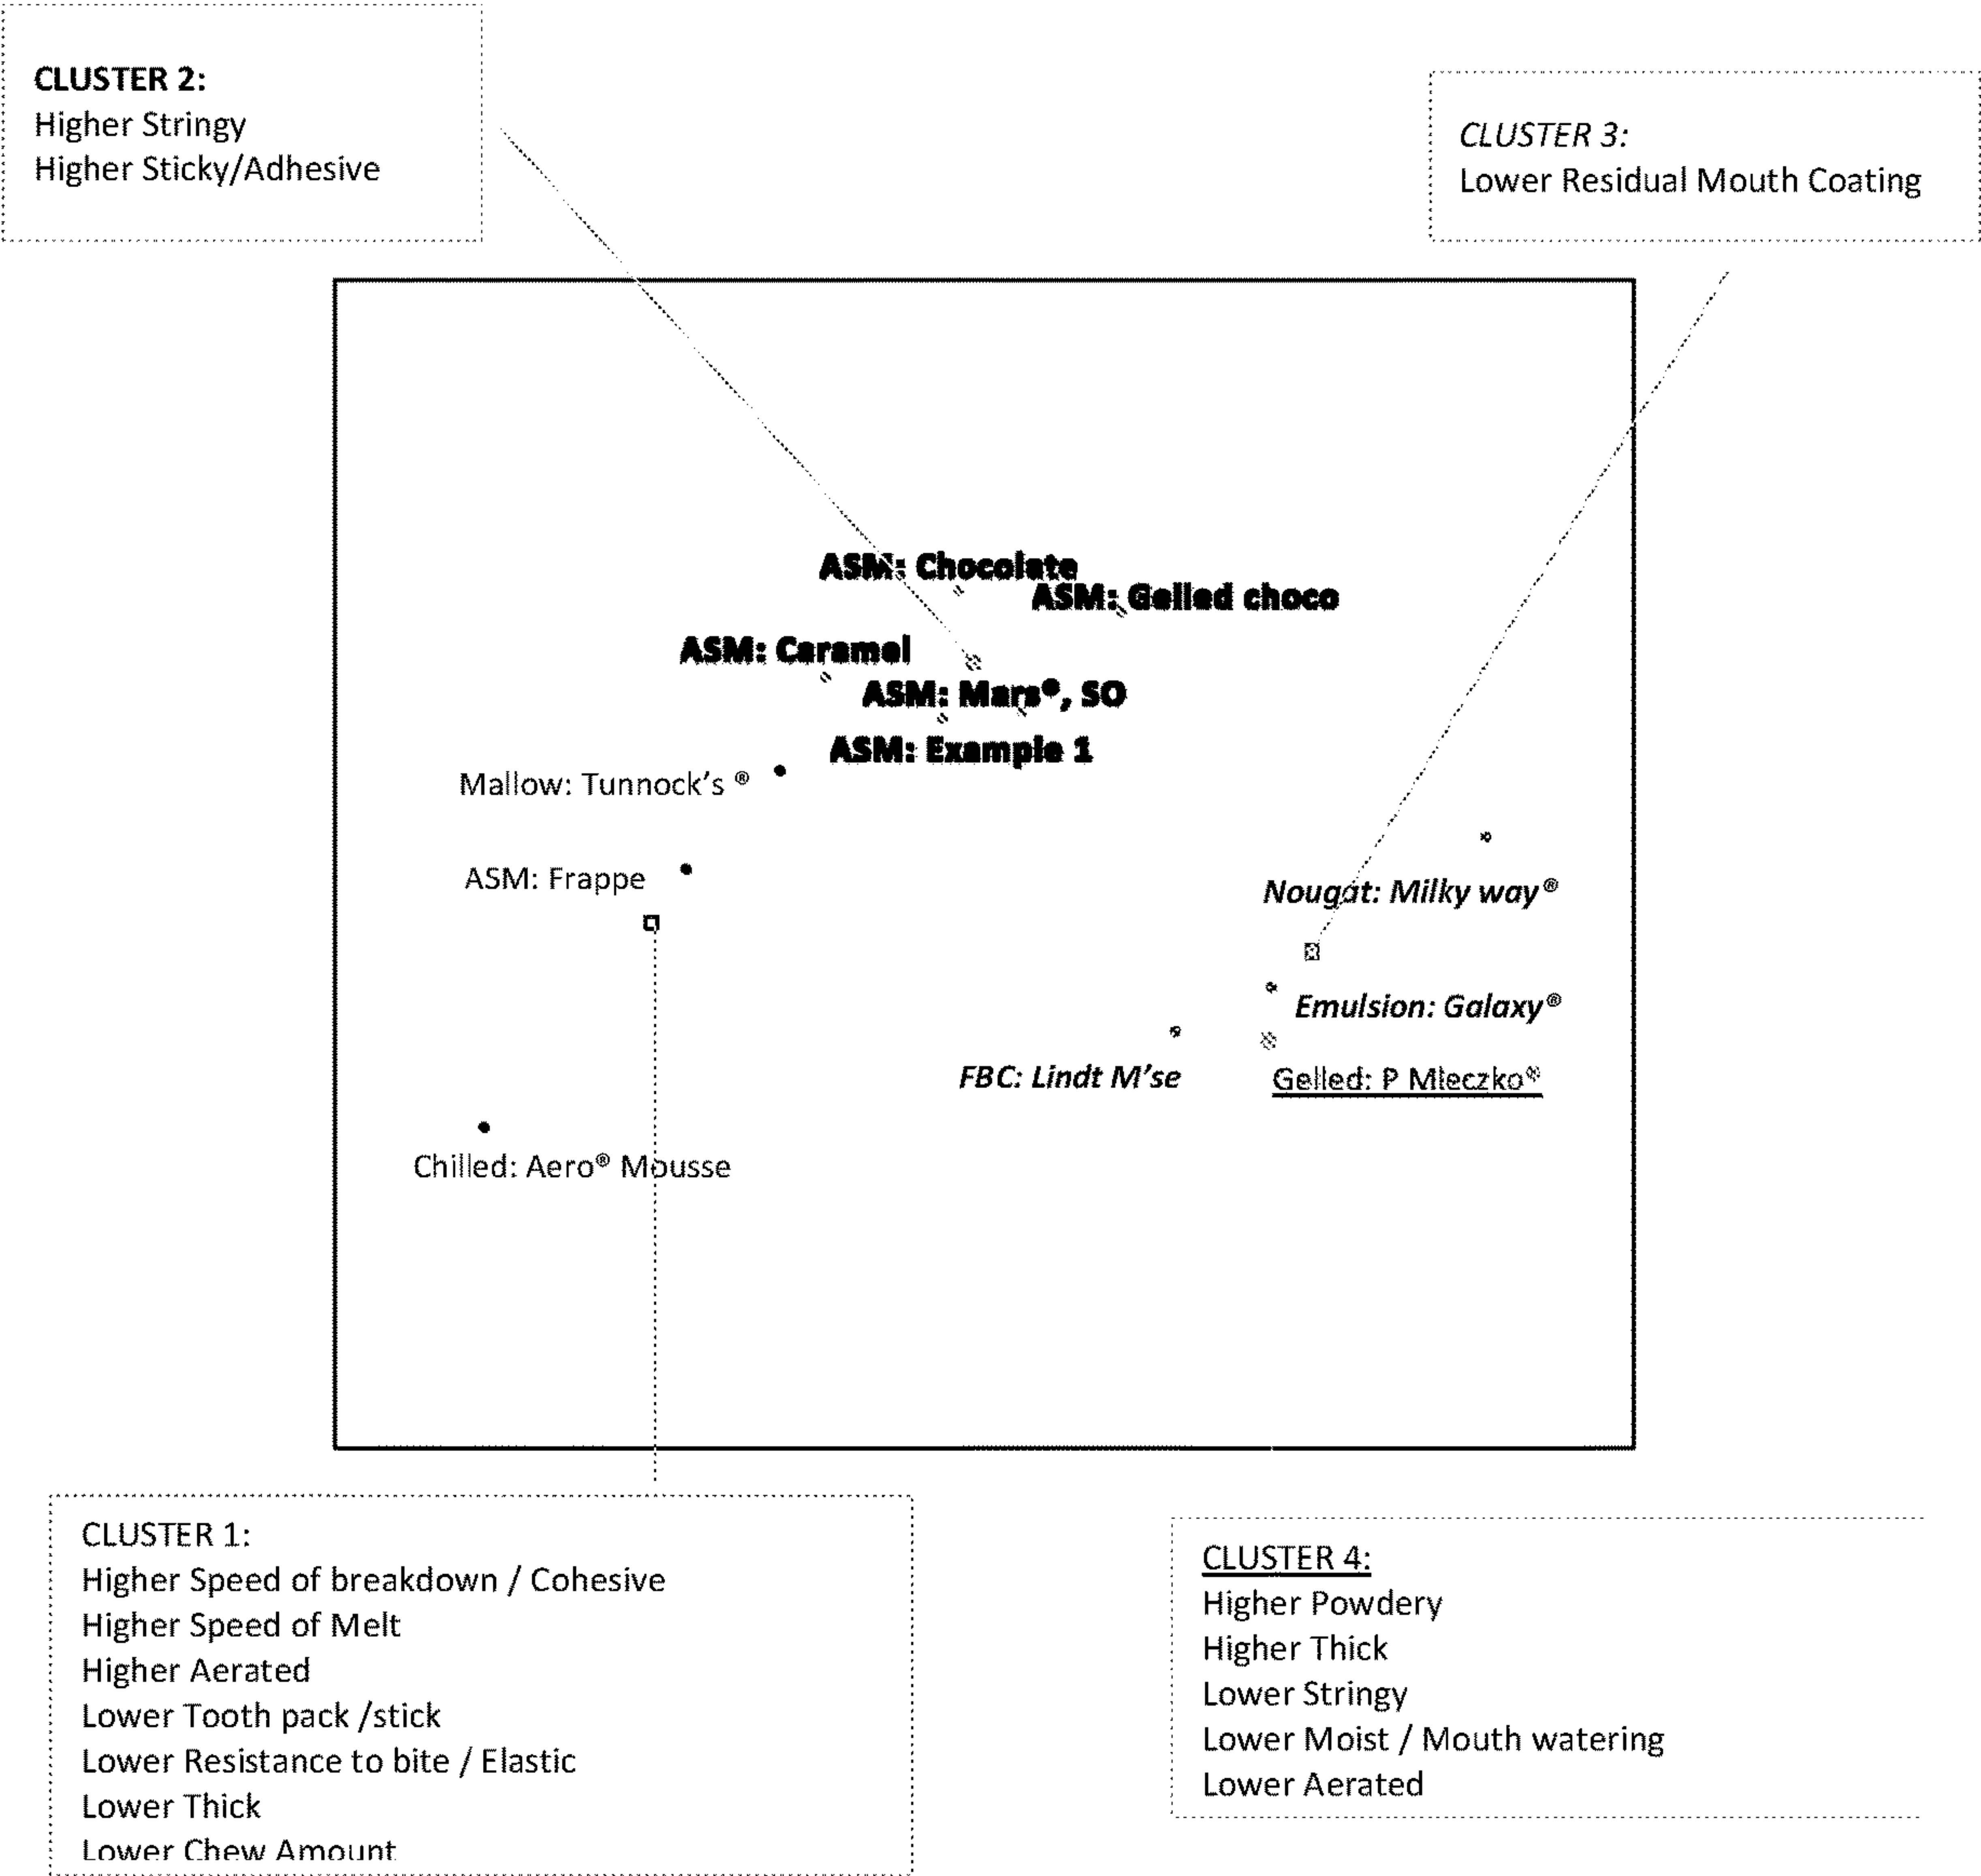 CLUSTER 2:
Higher Stringy
Higher Sticky/Adhesive
CLUSTER 3:
Lower Residual Mouth Coating
ASM: Chocolate
ASM: Gelled choco
ASM: Caramel
ASM: Mars®, SO
ASM: Example 1
Mallow: Tunnock's ®
ASM: Frappe
Nougat: Milky way®
Emulsion: Galaxy®
FBC: Lindt M'se
Gelled: P Mleczko®
Chilled: Aero® Mousse
CLUSTER 1:
Higher Speed of breakdown / Cohesive
Higher Speed of Melt
Higher Aerated
Lower Tooth pack /stick
Lower Resistance to bite / Elastic
Lower Thick
Lower Chew Amount
CLUSTER 4:
Higher Powdery
Higher Thick
Lower Stringy
Lower Moist / Mouth watering
Lower Aerated